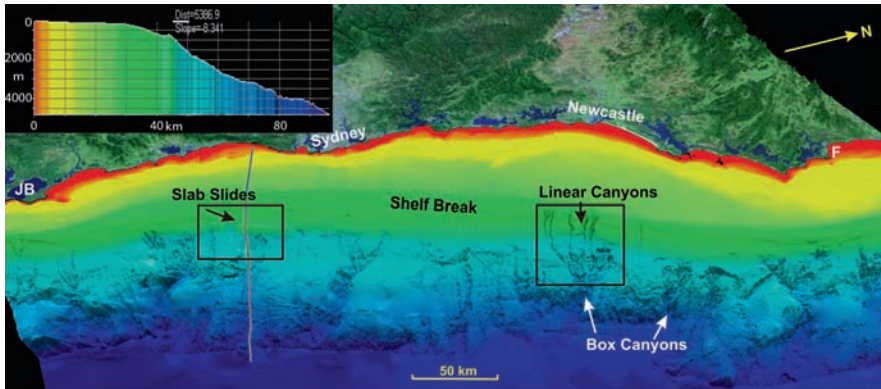 Dist=5386.9
Slope=-8.341
0
2000
m
4000
0
40 km
80
N
Newcastle
Sydney
F
JB
Slab Slides
Linear Canyons
Shelf Break
Box Canyons
50 km